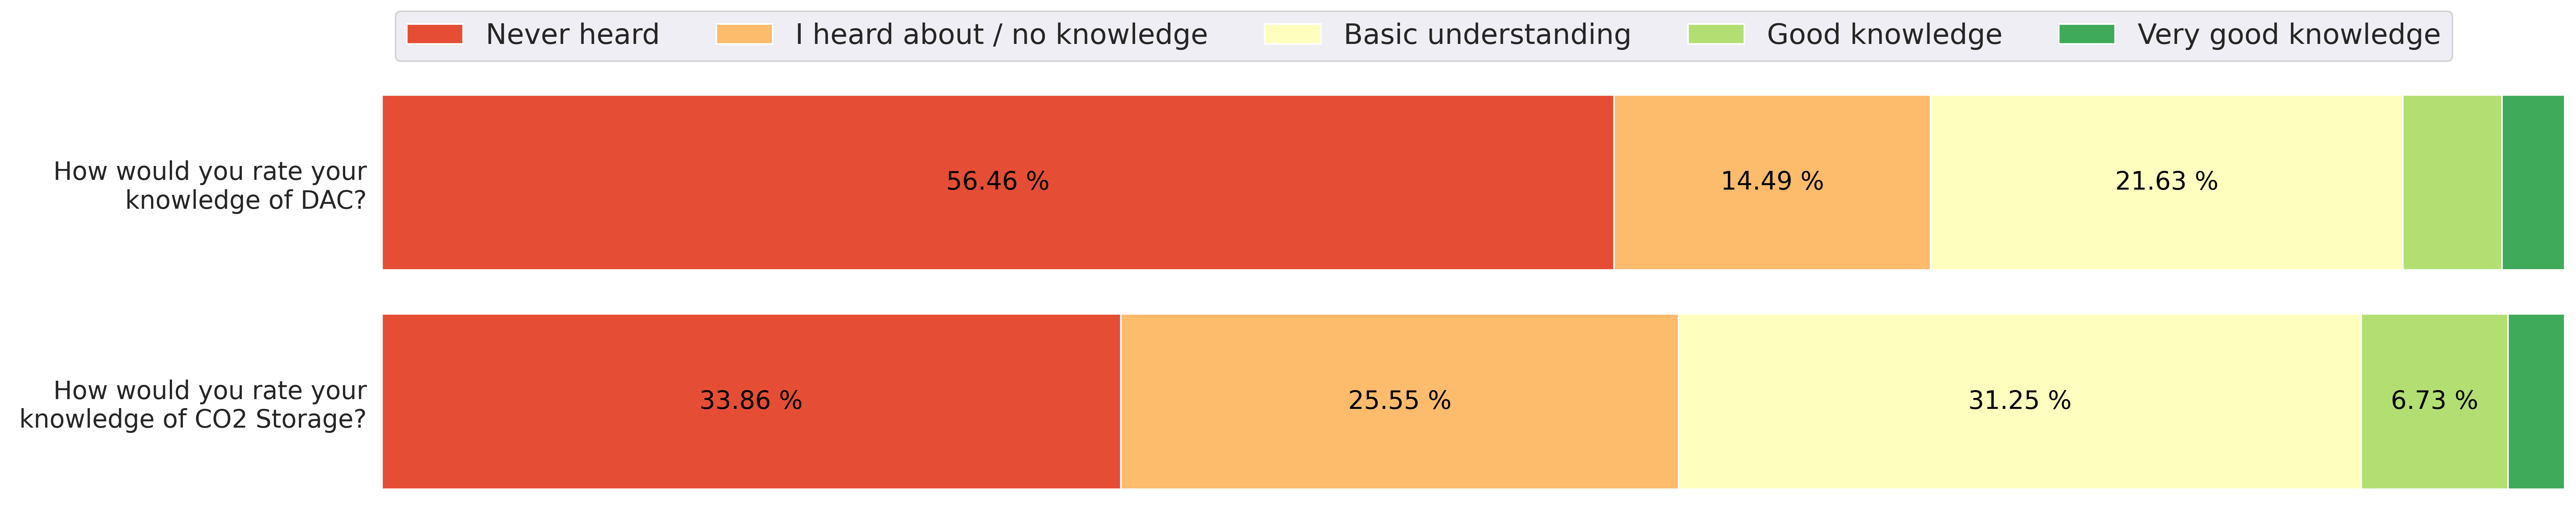 Never heard I heard about / no knowledge Basic understanding Good knowledge Very good knowledge
How would you rate your
knowledge of DAC?
56.46 % 14.49 % 21.63 %
How would you rate your
knowledge of CO2 Storage?
33.86 % 25.55 % 31.25 % 6.73 %